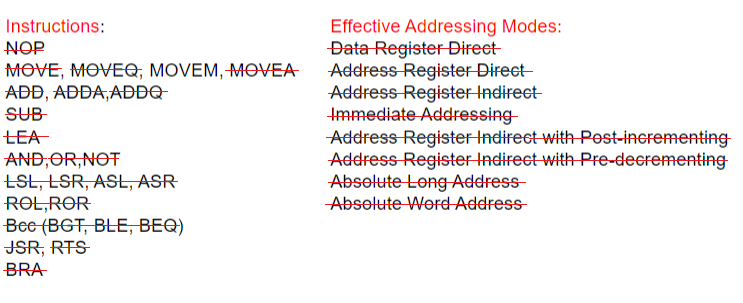 Instructions:
NOP
MOVE, MOVEQ, MOVEM, MOVEA
ADD, ADDA,ADDQ
SUB
LEA
AND,OR,NOT
LSL, LSR, ASL, ASR
ROL,ROR
Bcc (BGT, BLE, BEQ)
JSR, RTS
BRA
Effective Addressing Modes:
Data Register Direct
Address Register Direct
Address Register Indirect
Immediate Addressing
Address Register Indirect with Post-incrementing
Address Register Indirect with Pre-decrementing
Absolute Long Address
Absolute Word Address